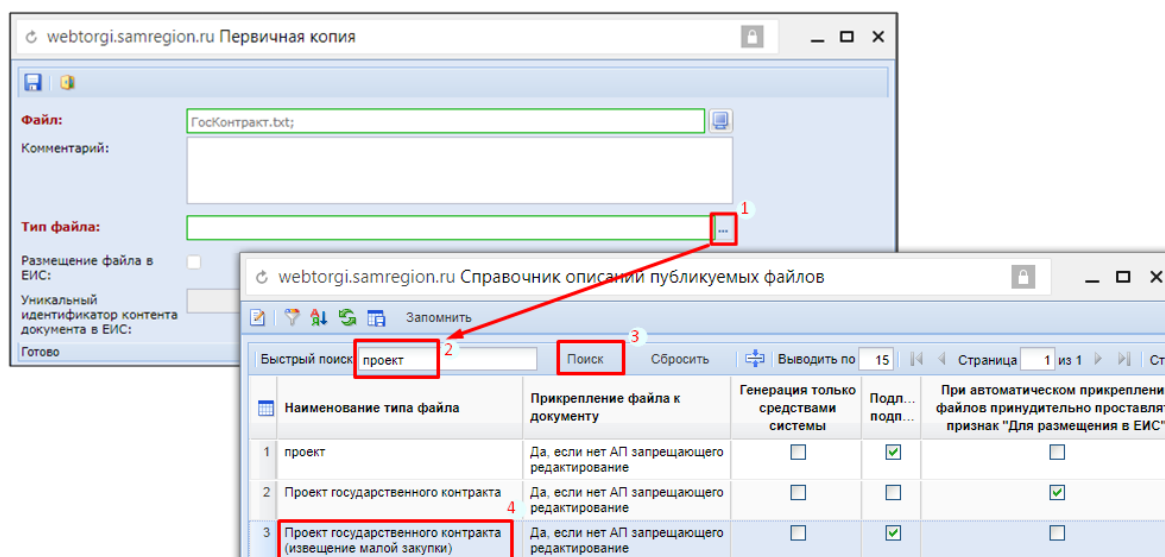 webtorgi.samregion.ru Первичная копия
Файл:
ГосКонтракт.txt;
Комментарий:
1
Тип файла:
...
Размещение файла в
ЕИС:
Уникальный
идентификатор контента
документа в ЕИС:
Готово
webtorgi.samregion.ru Справочник описаний публикуемых файлов
Запомнить
2
3
Быстрый поиск
проект
Поиск
Сбросить
Выводить по
15
Страница
1
из 1
Ст
Наименование типа файла
Прикрепление файла к
документу
Генерация только
средствами
системы
Подл...
подп...
При автоматическом прикреплени
файлов принудительно проставлят
признак "Для размещения в ЕИС"
1
проект
Да, если нет АП запрещающего
редактирование
2
Проект государственного контракта
Да, если нет АП запрещающего
редактирование
4
3
Проект государственного контракта
(извещение малой закупки)
Да, если нет АП запрещающего
редактирование